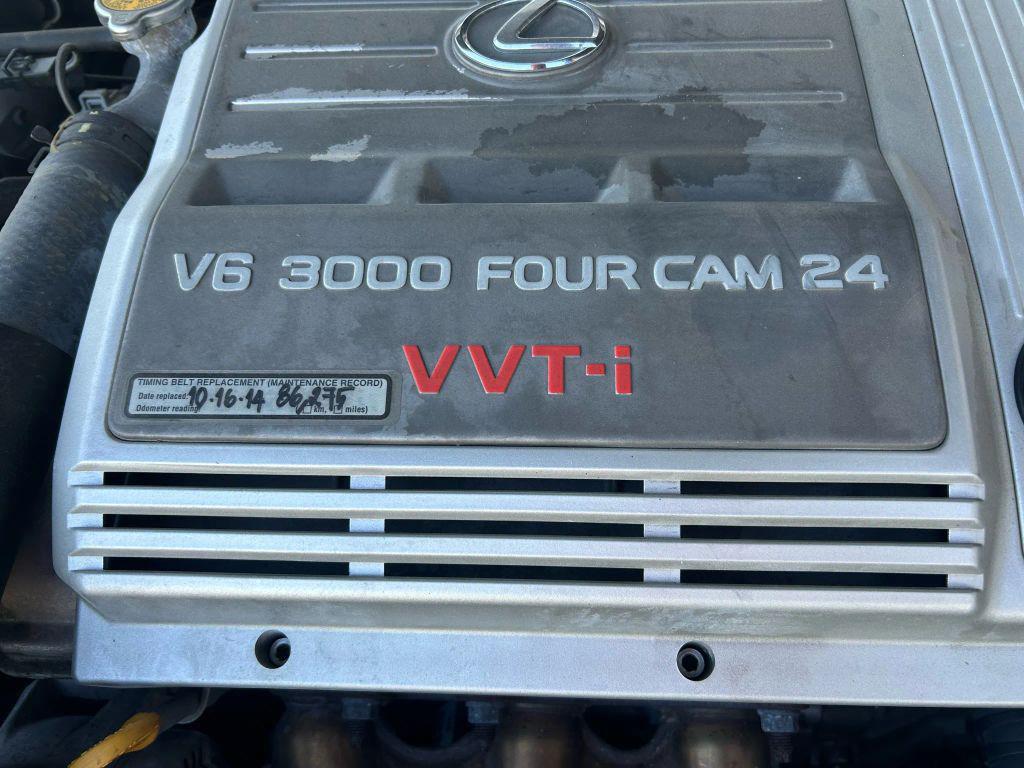 V6 3000 FOUR CAM 24
VVT-i
TIMING BELT REPLACEMENT (MAINTENANCE RECORD)
Date replaced: 10.16.14 86,275
Odometer reading ( km, miles)